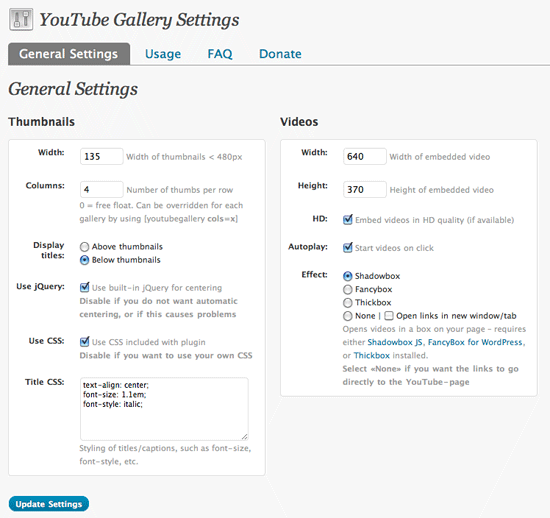 YouTube Gallery Settings
General Settings
Usage
FAQ
Donate
General Settings
Thumbnails
Width:
135
Width of thumbnails < 480px
Columns:
4
Number of thumbs per row
0 = free float. Can be overridden for each
gallery by using [youtubegallery cols=x]
Display
titles:
Above thumbnails
Below thumbnails
Use jQuery:
Use built-in jQuery for centering
Disable if you do not want automatic
centering, or if this causes problems
Use CSS:
Use CSS included with plugin
Disable if you want to use your own CSS
Title CSS:
text-align: center;
font-size: 1.1em;
font-style: italic;
Styling of titles/captions, such as font-size,
font-style, etc.
Videos
Width:
640
Width of embedded video
Height:
370
Height of embedded video
HD:
Embed videos in HD quality (if available)
Autoplay:
Start videos on click
Effect:
Shadowbox
Fancybox
Thickbox
None | Open links in new window/tab
Opens videos in a box on your page - requires
either Shadowbox JS, FancyBox for WordPress,
or Thickbox installed.
Select «None» if you want the links to go
directly to the YouTube-page
Update Settings